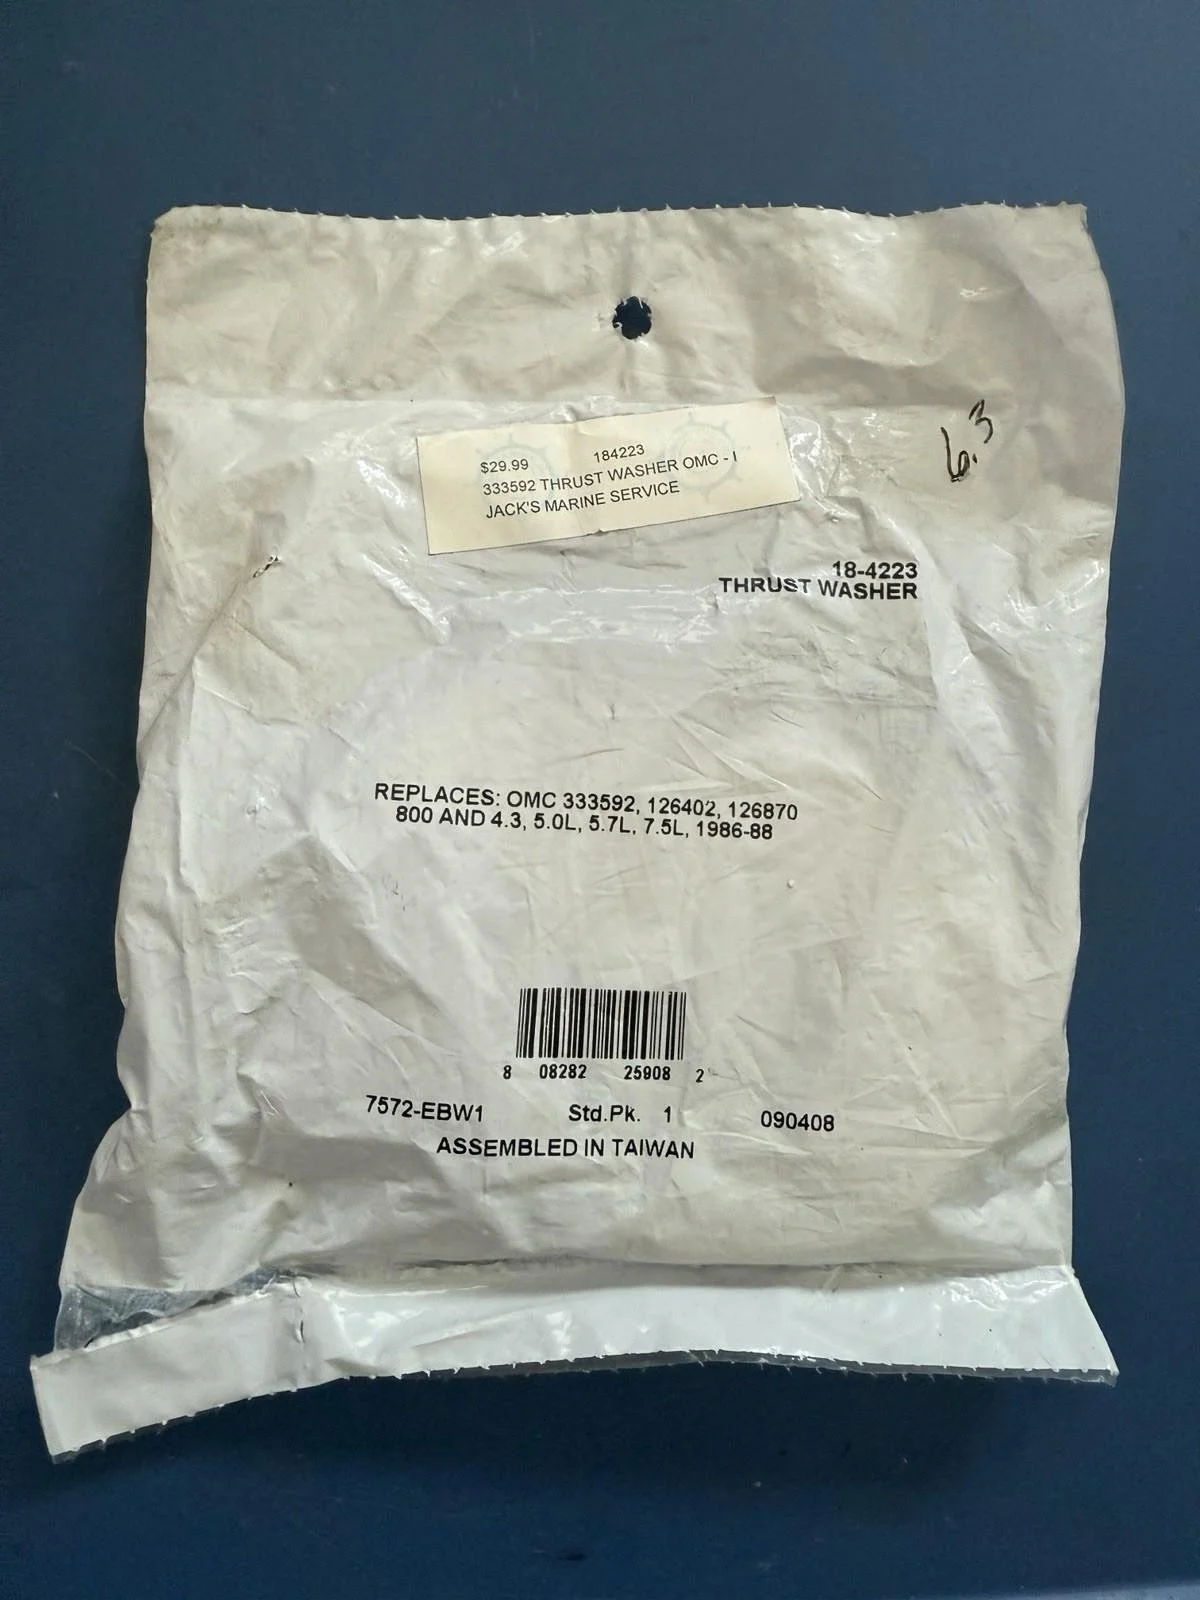 6.3
$29.99 184223
333592 THRUST WASHER OMC - I
JACK'S MARINE SERVICE
18-4223
THRUST WASHER
REPLACES: OMC 333592, 126402, 126870
800 AND 4.3, 5.0L, 5.7L, 7.5L, 1986-88
8 08282 25908 2
7572-EBW1 Std.Pk. 1 090408
ASSEMBLED IN TAIWAN